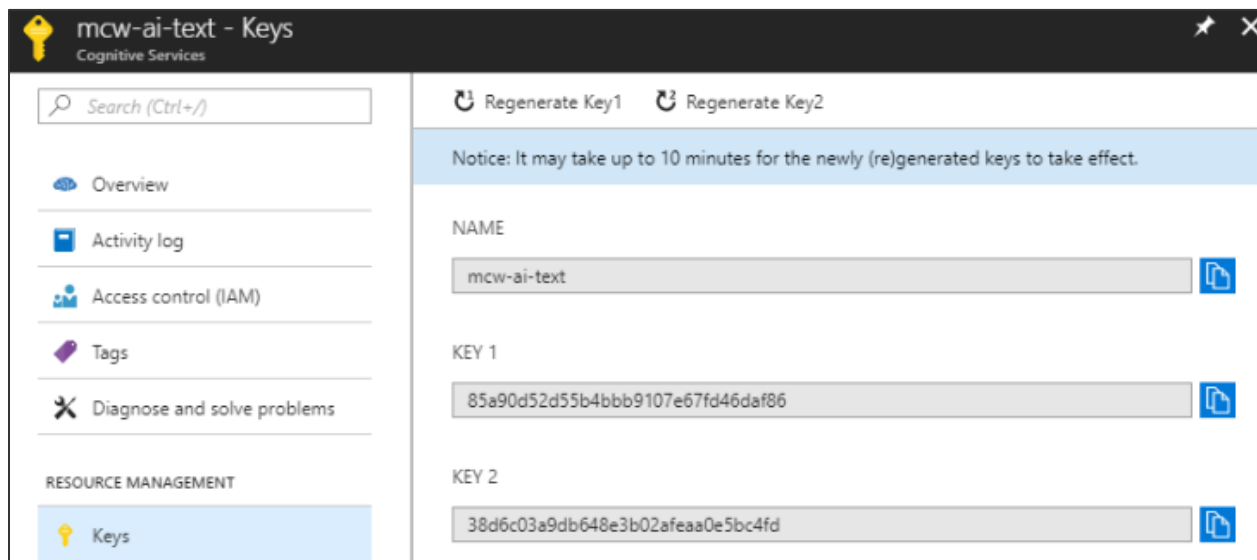 mcw-ai-text - Keys
Cognitive Services
Search (Ctrl+/)
Overview
Activity log
Access control (IAM)
Tags
Diagnose and solve problems
RESOURCE MANAGEMENT
Keys
1 Regenerate Key1 2 Regenerate Key2
Notice: It may take up to 10 minutes for the newly (re)generated keys to take effect.
NAME
mcw-ai-text
KEY 1
85a90d52d55b4bbb9107e67fd46daf86
KEY 2
38d6c03a9db648e3b02afeaa0e5bc4fd